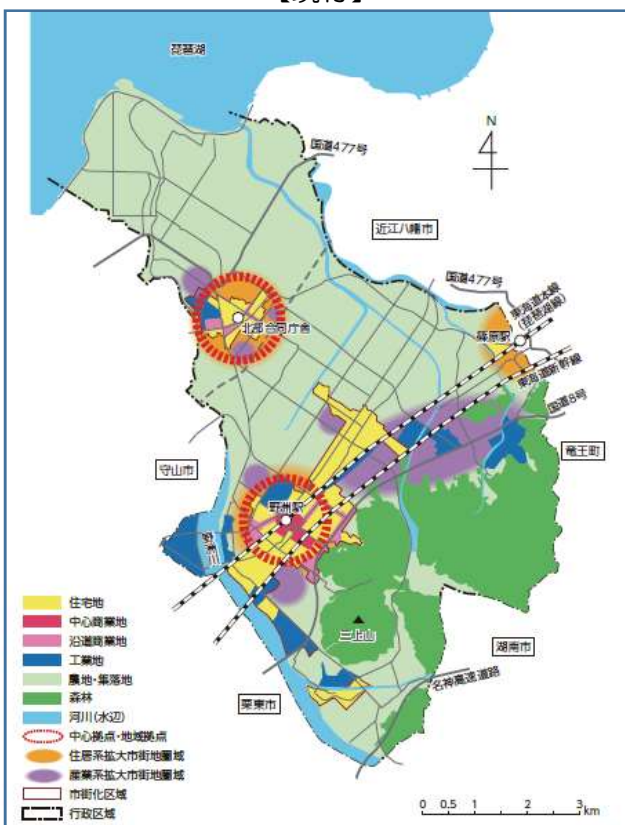 琵琶湖
国道477号
N
近江八幡市
国道477号
東海道本線
(琵琶湖線)
篠原駅
北部合同庁舎
東海道新幹線
国道8号
竜王町
守山市
野洲駅
野洲川
三上山
湖南市
栗東市
名神高速道路
住宅地
中心商業地
沿道商業地
工業地
農地・集落地
森林
河川(水辺)
中心拠点・地域拠点
住居系拡大市街地圏域
産業系拡大市街地圏域
市街化区域
行政区域
0 0.5 1 2 3 km